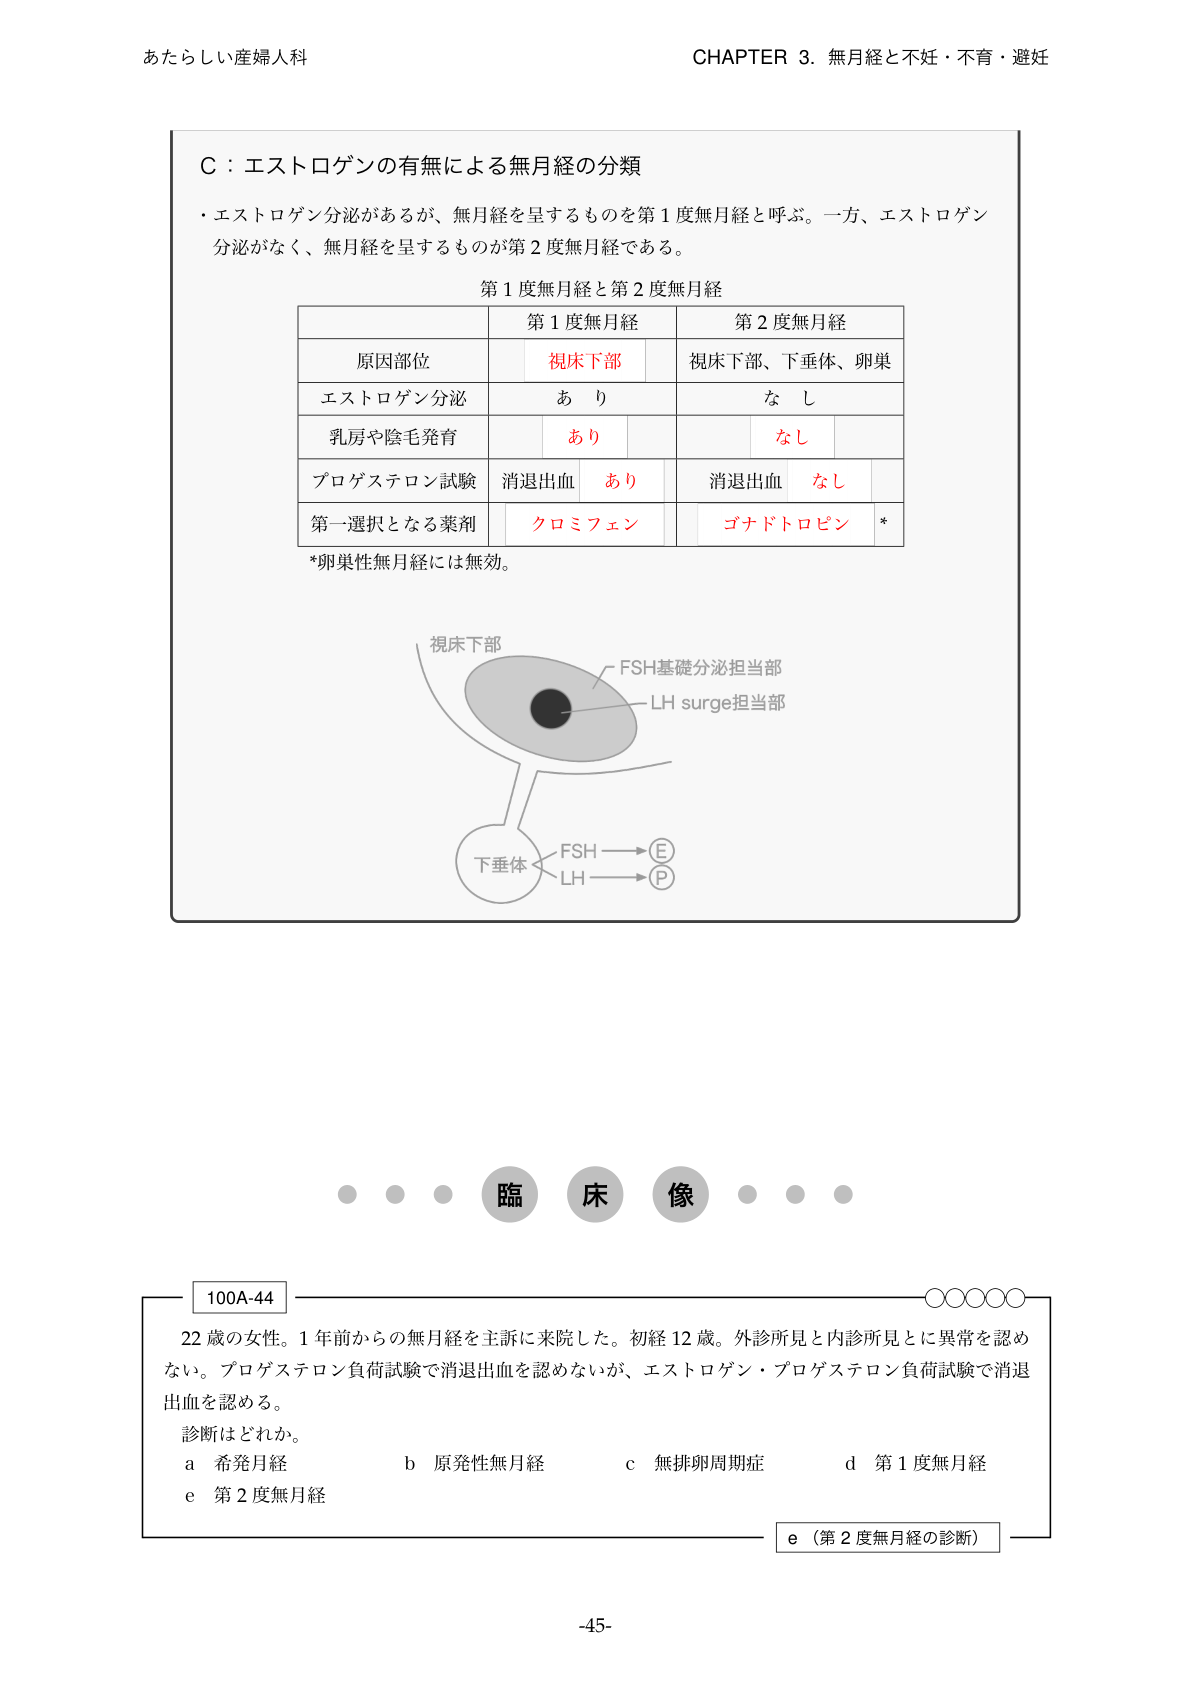 あたらしい産婦人科
CHAPTER 3. 無月経と不妊・不育・避妊
C：エストロゲンの有無による無月経の分類
・エストロゲン分泌があるが、無月経を呈するものを第1度無月経と呼ぶ。一方、エストロゲン
分泌がなく、無月経を呈するものが第2度無月経である。
第1度無月経と第2度無月経
第1度無月経 第2度無月経
原因部位 視床下部 視床下部、下垂体、卵巣
エストロゲン分泌 あ り な し
乳房や陰毛発育 あり なし
プロゲステロン試験 消退出血 あり 消退出血 なし
第一選択となる薬剤 クロミフェン ゴナドトロピン *
*卵巣性無月経には無効。
視床下部
FSH基礎分泌担当部
LH surge担当部
下垂体
FSH E
LH P
臨 床 像
100A-44
22歳の女性。1年前からの無月経を主訴に来院した。初経12歳。外診所見と内診所見とに異常を認め
ない。プロゲステロン負荷試験で消退出血を認めないが、エストロゲン・プロゲステロン負荷試験で消退
出血を認める。
診断はどれか。
a 希発月経 b 原発性無月経 c 無排卵周期症 d 第1度無月経
e 第2度無月経
e （第2度無月経の診断）
-45-